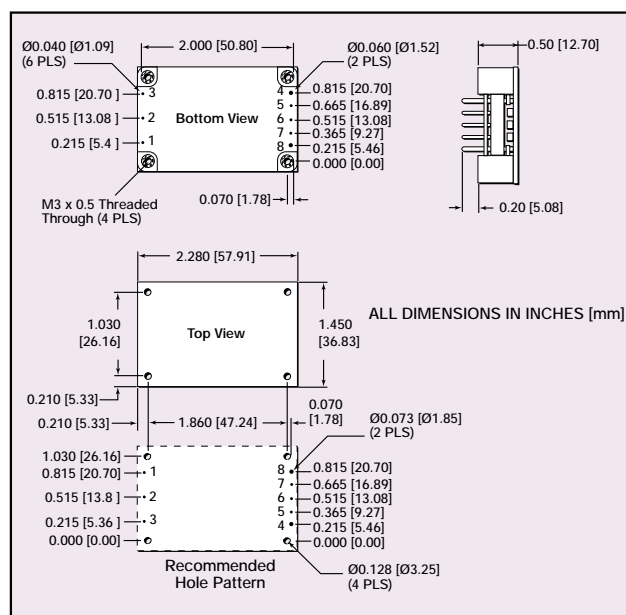 Ø0.040 [Ø1.09]
(6 PLS)
2.000 [50.80]
Ø0.060 [Ø1.52]
(2 PLS)
0.50 [12.70]
0.815 [20.70 ]
3
0.515 [13.08 ]
2
0.215 [5.4 ]
1
Bottom View
4
0.815 [20.70]
5
0.665 [16.89]
6
0.515 [13.08]
7
0.365 [9.27]
8
0.215 [5.46]
0.000 [0.00]
M3 x 0.5 Threaded
Through (4 PLS)
0.070 [1.78]
0.20 [5.08]
2.280 [57.91]
ALL DIMENSIONS IN INCHES [mm]
1.030
[26.16]
Top View
1.450
[36.83]
0.210 [5.33]
0.210 [5.33]
1.860 [47.24]
0.070
[1.78]
Ø0.073 [Ø1.85]
(2 PLS)
1.030 [26.16]
0.815 [20.70]
1
0.515 [13.8 ]
2
0.215 [5.36 ]
3
0.000 [0.00]
8
0.815 [20.70]
7
0.665 [16.89]
6
0.515 [13.08]
5
0.365 [9.27]
4
0.215 [5.46]
0.000 [0.00]
Recommended
Hole Pattern
Ø0.128 [Ø3.25]
(4 PLS)